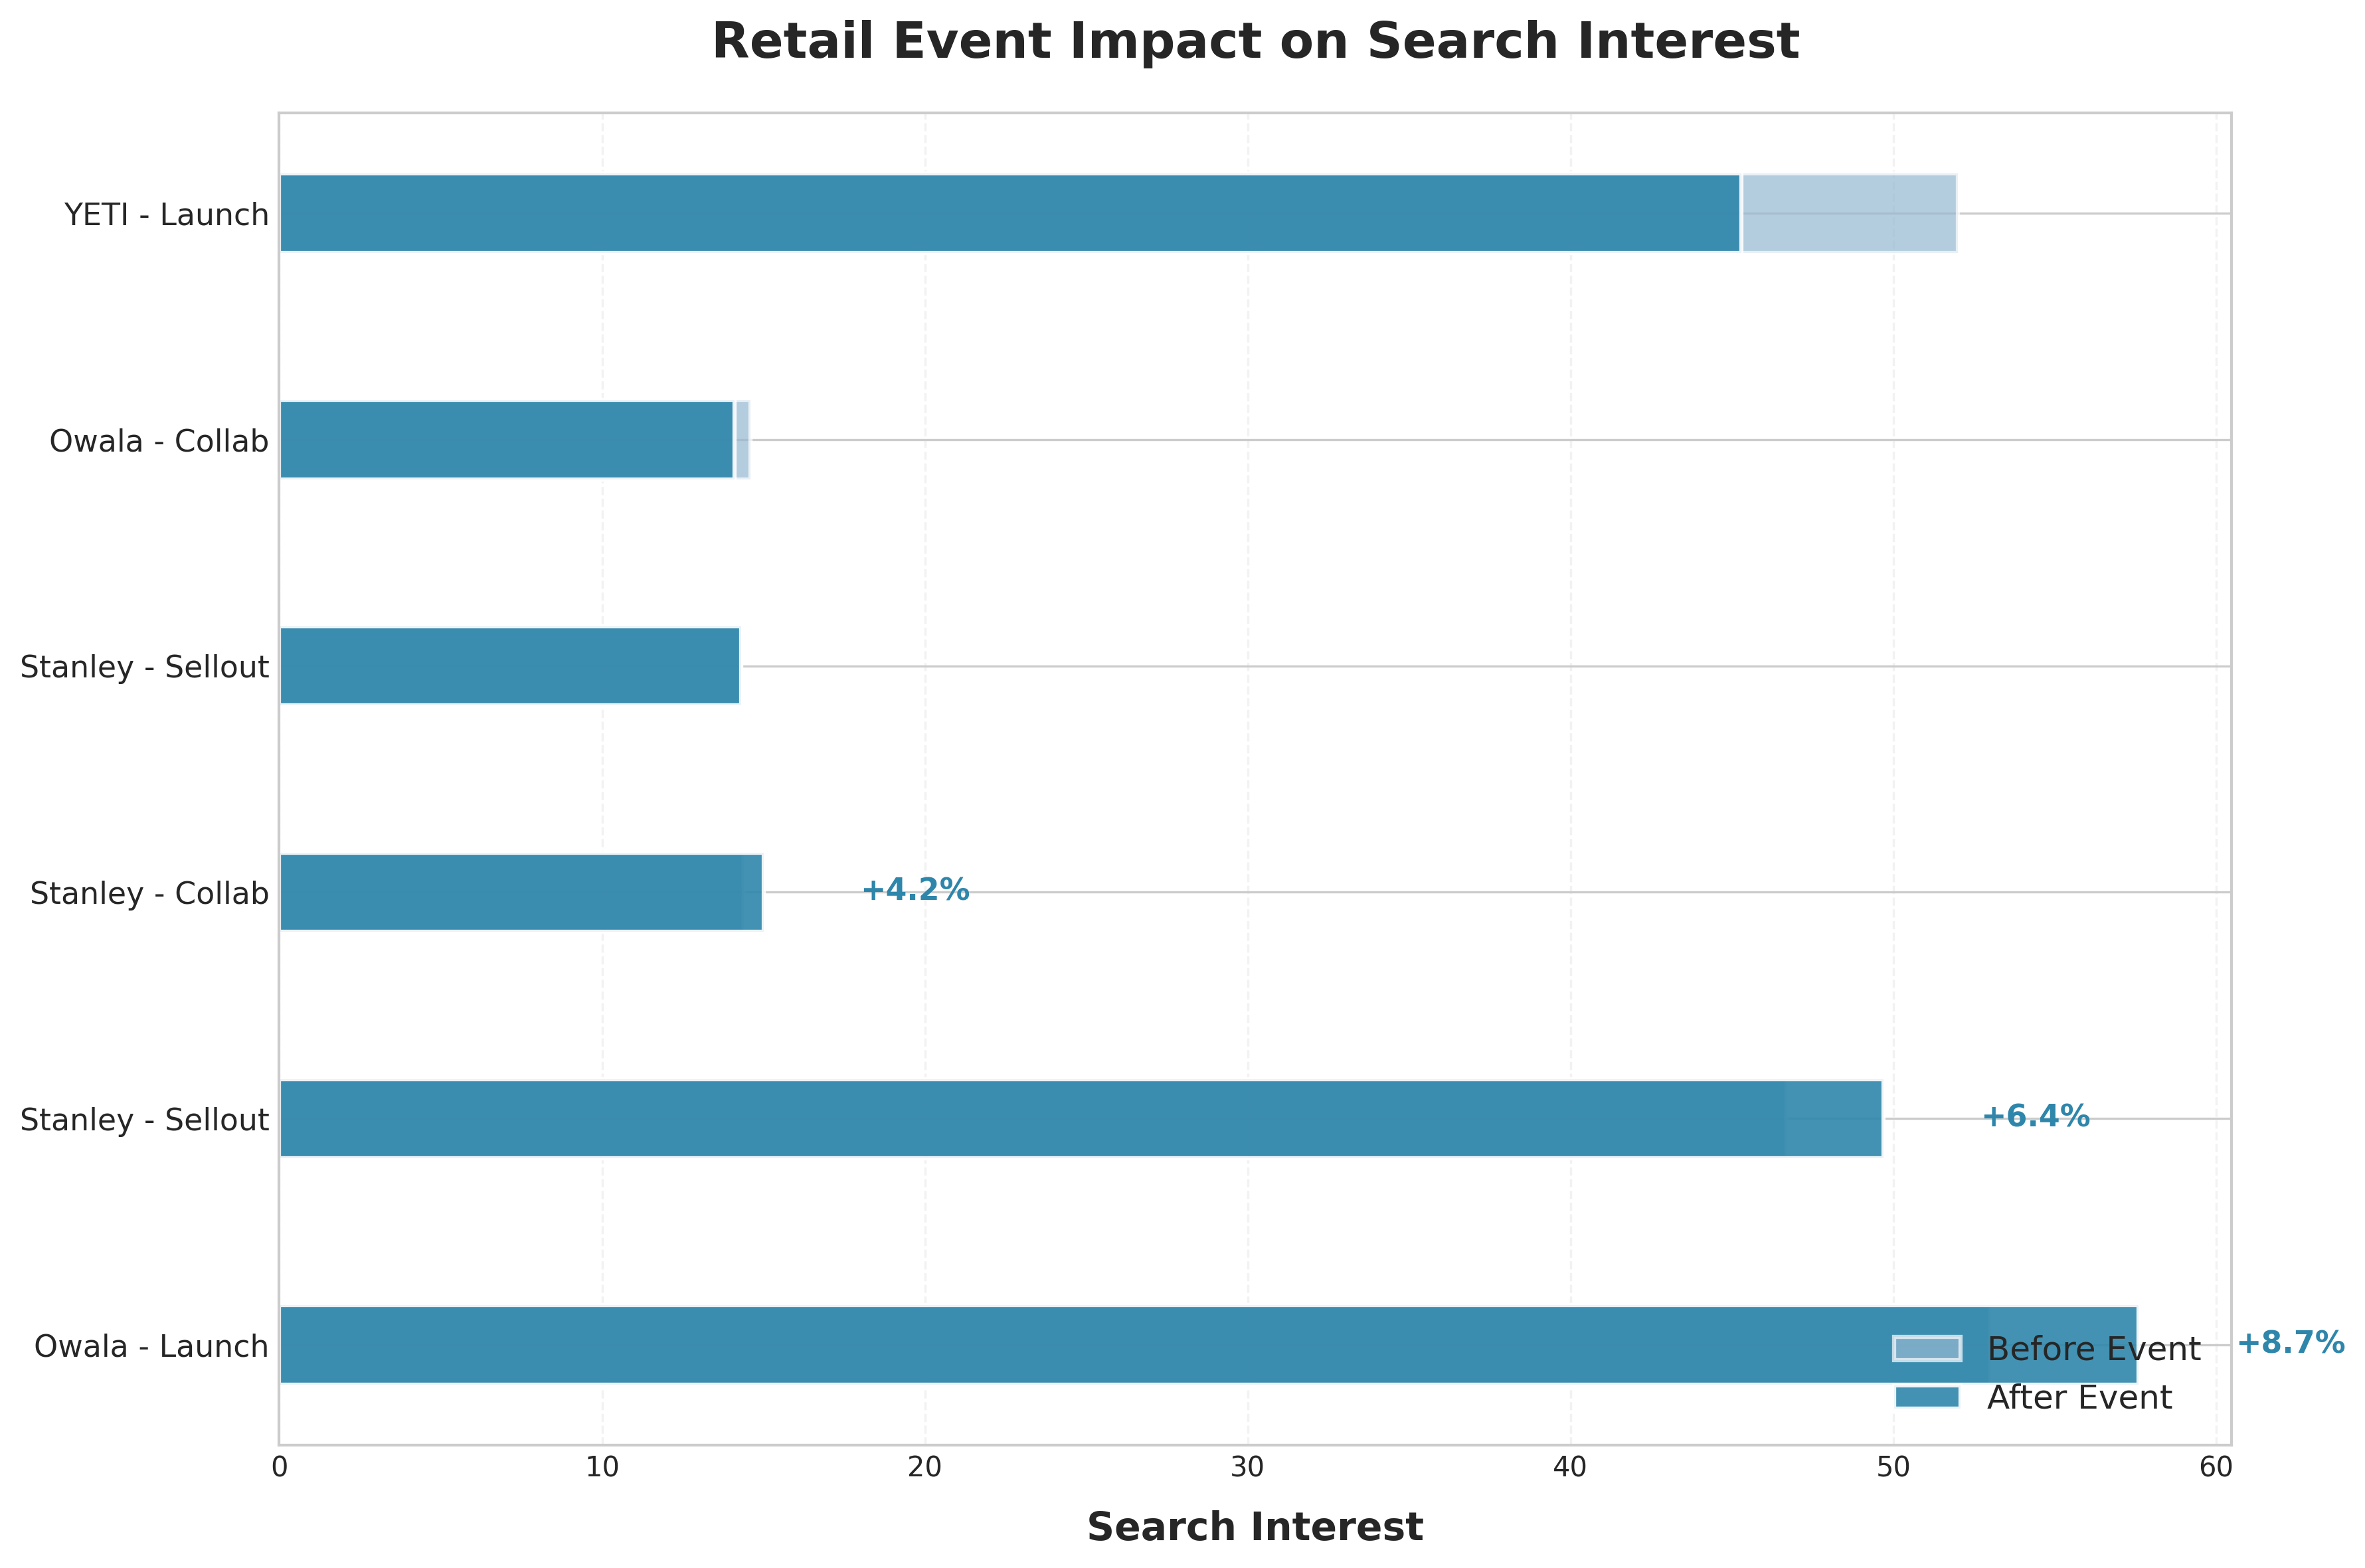 Retail Event Impact on Search Interest
YETI - Launch
Owala - Collab
Stanley - Sellout
Stanley - Collab
+4.2%
Stanley - Sellout
+6.4%
Owala - Launch
+8.7%
Before Event
After Event
0 10 20 30 40 50 60
Search Interest